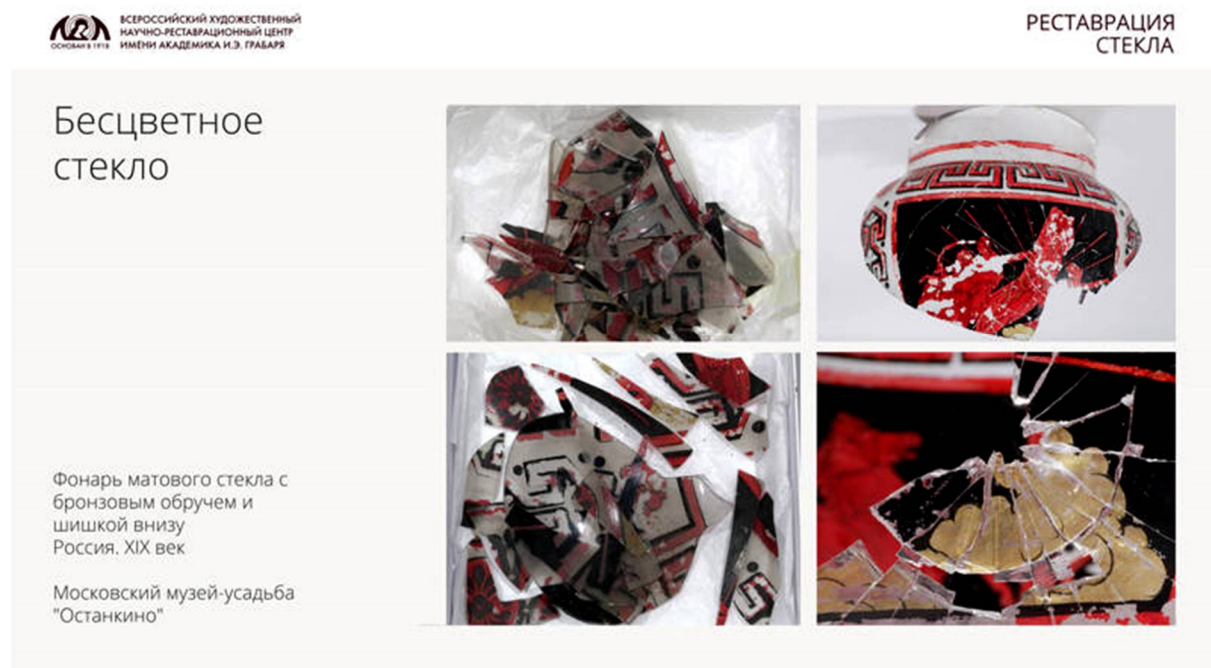 ВСЕРОССИЙСКИЙ ХУДОЖЕСТВЕННЫЙ
НАУЧНО-РЕСТАВРАЦИОННЫЙ ЦЕНТР
ИМЕНИ АКАДЕМИКА И.Э. ГРАБАРЯ
ОСНОВАН В 1918
РЕСТАВРАЦИЯ
СТЕКЛА
Бесцветное
стекло
Фонарь матового стекла с
бронзовым обручем и
шишкой внизу
Россия. XIX век
Московский музей-усадьба
"Останкино"